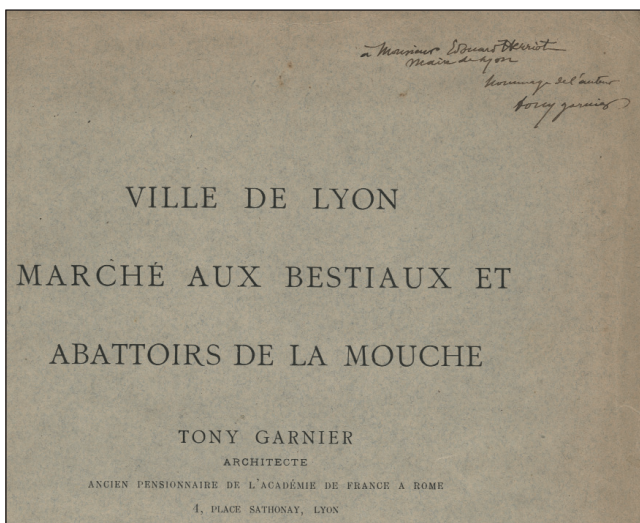 à Monsieur Edouard Herriot
Maire de Lyon
hommage de l'auteur
tony garnier
VILLE DE LYON
MARCHÉ AUX BESTIAUX ET
ABATTOIRS DE LA MOUCHE
TONY GARNIER
ARCHITECTE
ANCIEN PENSIONNAIRE DE L'ACADÉMIE DE FRANCE A ROME
4, PLACE SATHONAY, LYON